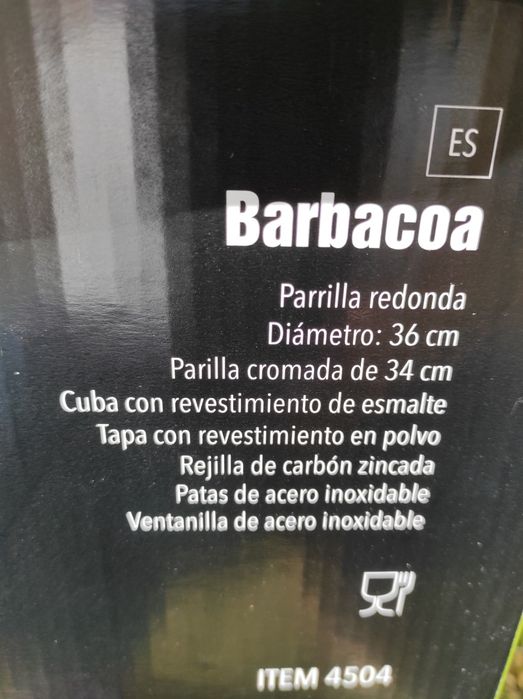 ES
Barbacoa
Parrilla redonda
Diámetro: 36 cm
Parilla cromada de 34 cm
Cuba con revestimiento de esmalte
Tapa con revestimiento en polvo
Rejilla de carbón zincada
Patas de acero inoxidable
Ventanilla de acero inoxidable
ITEM 4504